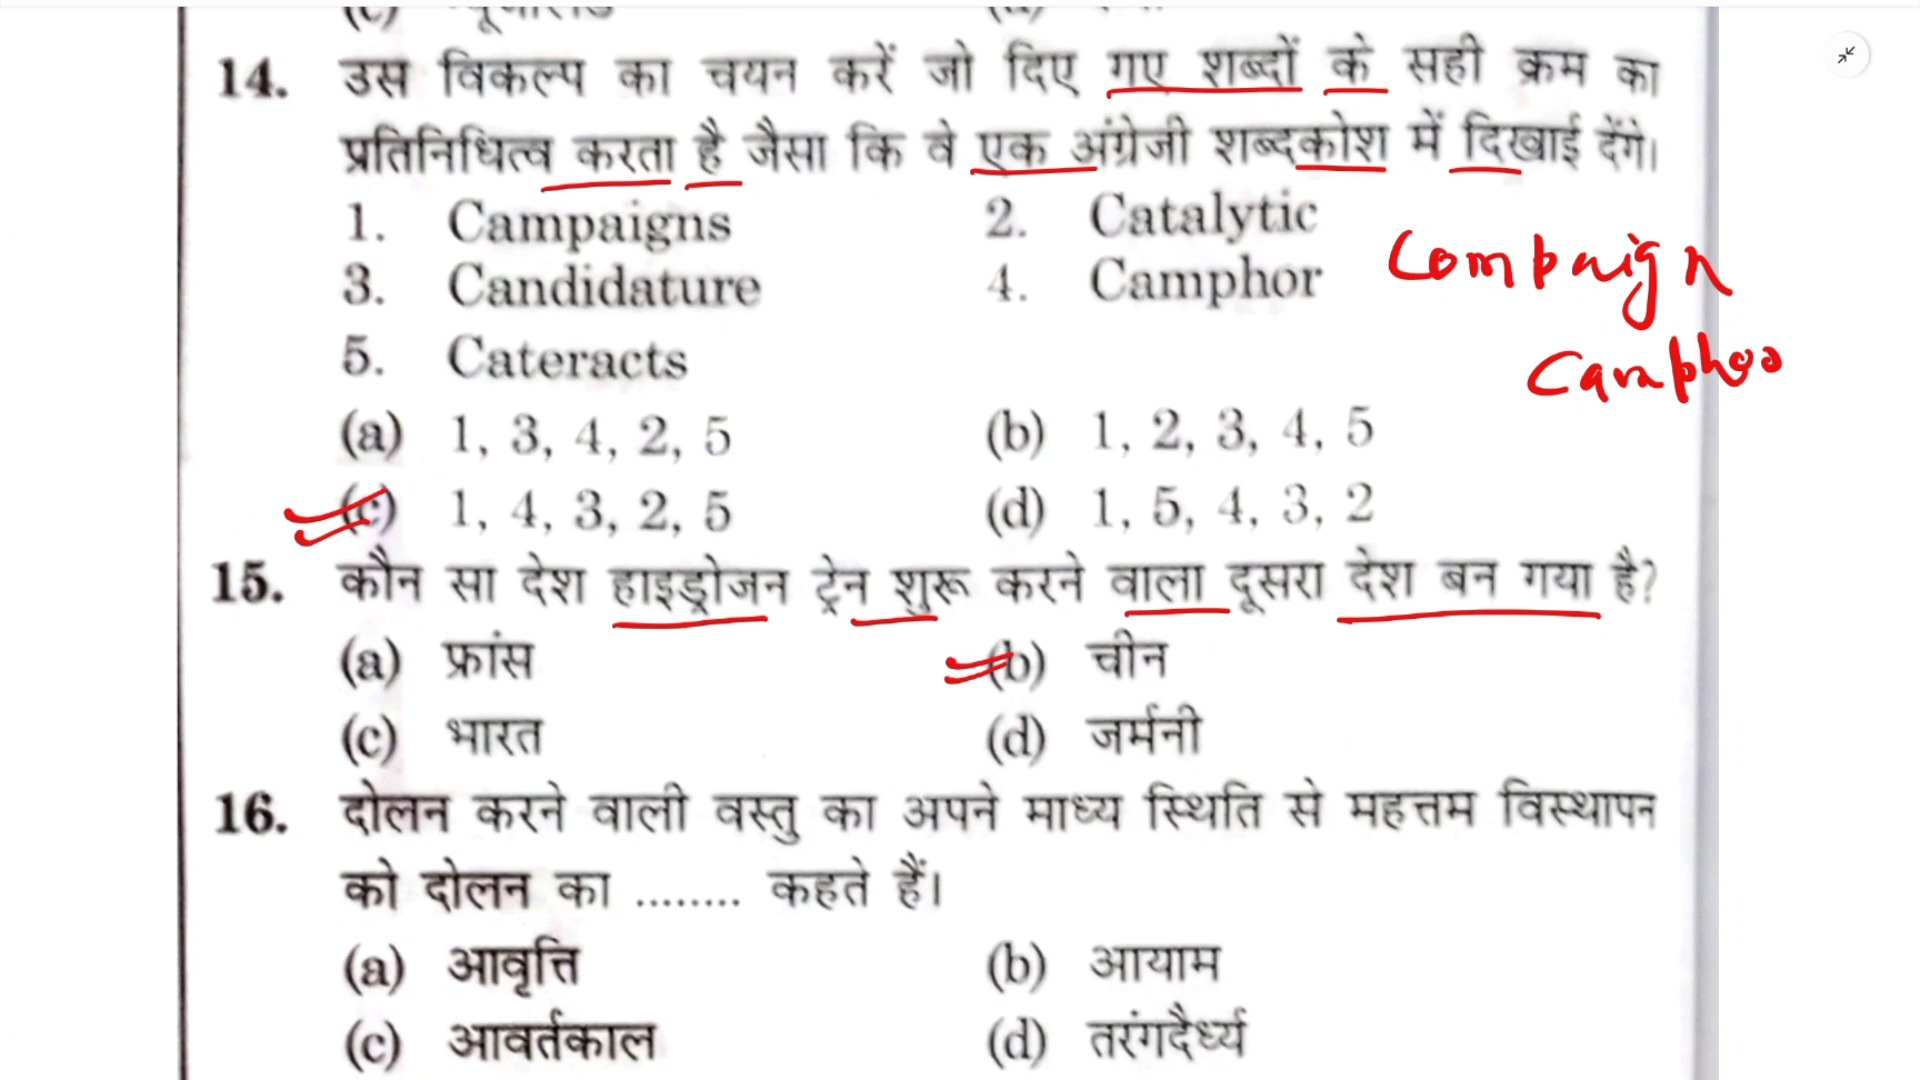 14. उस विकल्प का चयन करें जो दिए गए शब्दों के सही क्रम का
प्रतिनिधित्व करता है जैसा कि वे एक अंग्रेजी शब्दकोश में दिखाई देंगे।
1. Campaigns 2. Catalytic
3. Candidature 4. Camphor
Compaign
5. Cateracts
Camphoo
(a) 1, 3, 4, 2, 5 (b) 1, 2, 3, 4, 5
(c) 1, 4, 3, 2, 5 (d) 1, 5, 4, 3, 2
15. कौन सा देश हाइड्रोजन ट्रेन शुरू करने वाला दूसरा देश बन गया है?
(a) फ्रांस (b) चीन
(c) भारत (d) जर्मनी
16. दोलन करने वाली वस्तु का अपने माध्य स्थिति से महत्तम विस्थापन
को दोलन का ........ कहते हैं।
(a) आवृत्ति (b) आयाम
(c) आवर्तकाल (d) तरंगदैर्ध्य